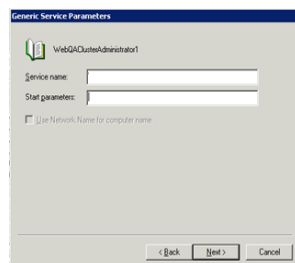 Generic Service Parameters
WebQAClusterAdministrator1
Service name:
Start parameters:
Use Network Name for computer name
< Back
Next >
Cancel